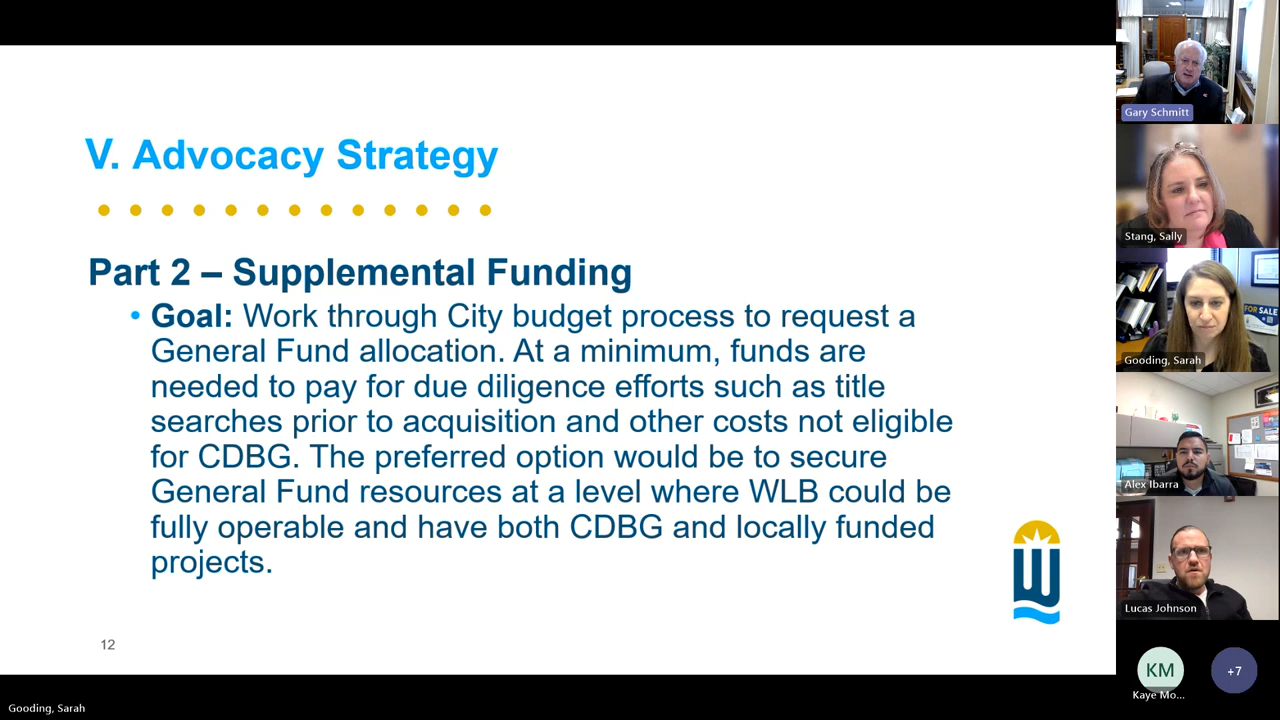 V. Advocacy Strategy
Part 2 – Supplemental Funding
• Goal: Work through City budget process to request a
General Fund allocation. At a minimum, funds are
needed to pay for due diligence efforts such as title
searches prior to acquisition and other costs not eligible
for CDBG. The preferred option would be to secure
General Fund resources at a level where WLB could be
fully operable and have both CDBG and locally funded
projects.
12
Gooding, Sarah
Gary Schmitt
Stang, Sally
FOR SALE
Gooding, Sarah
Alex Ibarra
Lucas Johnson
KM
+7
Kaye Mo...